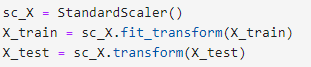 sc_X = StandardScaler()
X_train = sc_X.fit_transform(X_train)
X_test = sc_X.transform(X_test)